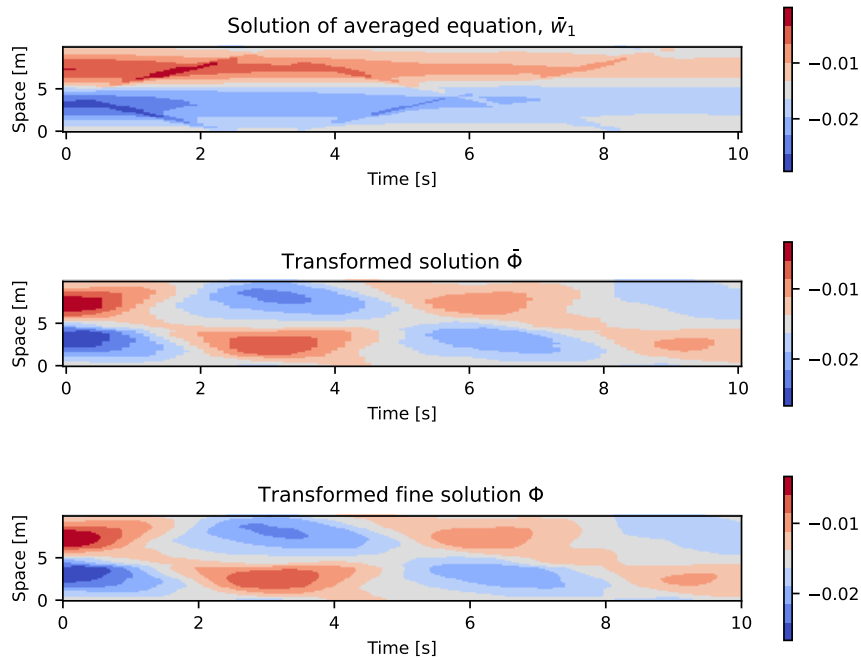 Solution of averaged equation, w̄₁
Space [m]
5
0
0 2 4 6 8 10
Time [s]
−0.01
−0.02
Transformed solution Φ̄
Space [m]
5
0
0 2 4 6 8 10
Time [s]
−0.01
−0.02
Transformed fine solution Φ
Space [m]
5
0
0 2 4 6 8 10
Time [s]
−0.01
−0.02